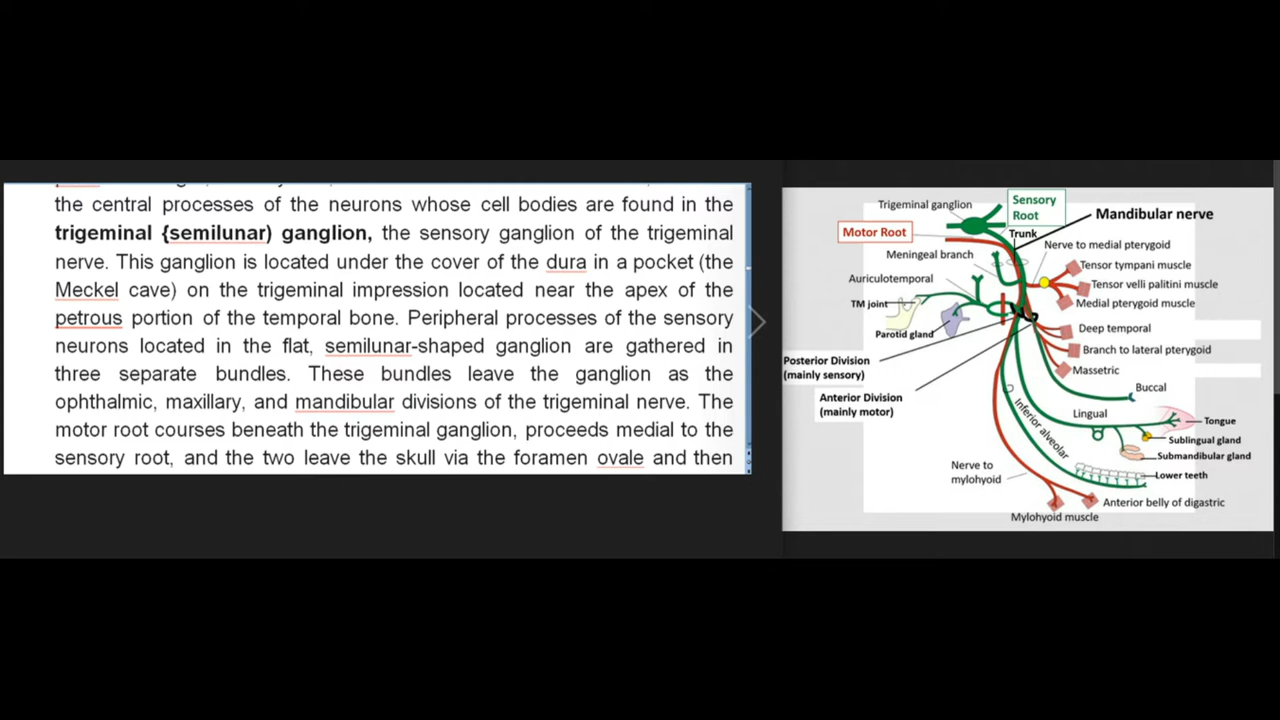 the central processes of the neurons whose cell bodies are found in the
trigeminal {semilunar) ganglion, the sensory ganglion of the trigeminal
nerve. This ganglion is located under the cover of the dura in a pocket (the
Meckel cave) on the trigeminal impression located near the apex of the
petrous portion of the temporal bone. Peripheral processes of the sensory
neurons located in the flat, semilunar-shaped ganglion are gathered in
three separate bundles. These bundles leave the ganglion as the
ophthalmic, maxillary, and mandibular divisions of the trigeminal nerve. The
motor root courses beneath the trigeminal ganglion, proceeds medial to the
sensory root, and the two leave the skull via the foramen ovale and then
Trigeminal ganglion
Sensory
Root
Mandibular nerve
Motor Root
Trunk
Nerve to medial pterygoid
Meningeal branch
Tensor tympani muscle
Auriculotemporal
Tensor velli palitini muscle
TM joint
Medial pterygoid muscle
Parotid gland
Deep temporal
Branch to lateral pterygoid
Posterior Division
(mainly sensory)
Massetric
Anterior Division
(mainly motor)
Buccal
Lingual
Tongue
Inferior alveolar
Sublingual gland
Submandibular gland
Nerve to
mylohyoid
Lower teeth
Anterior belly of digastric
Mylohyoid muscle